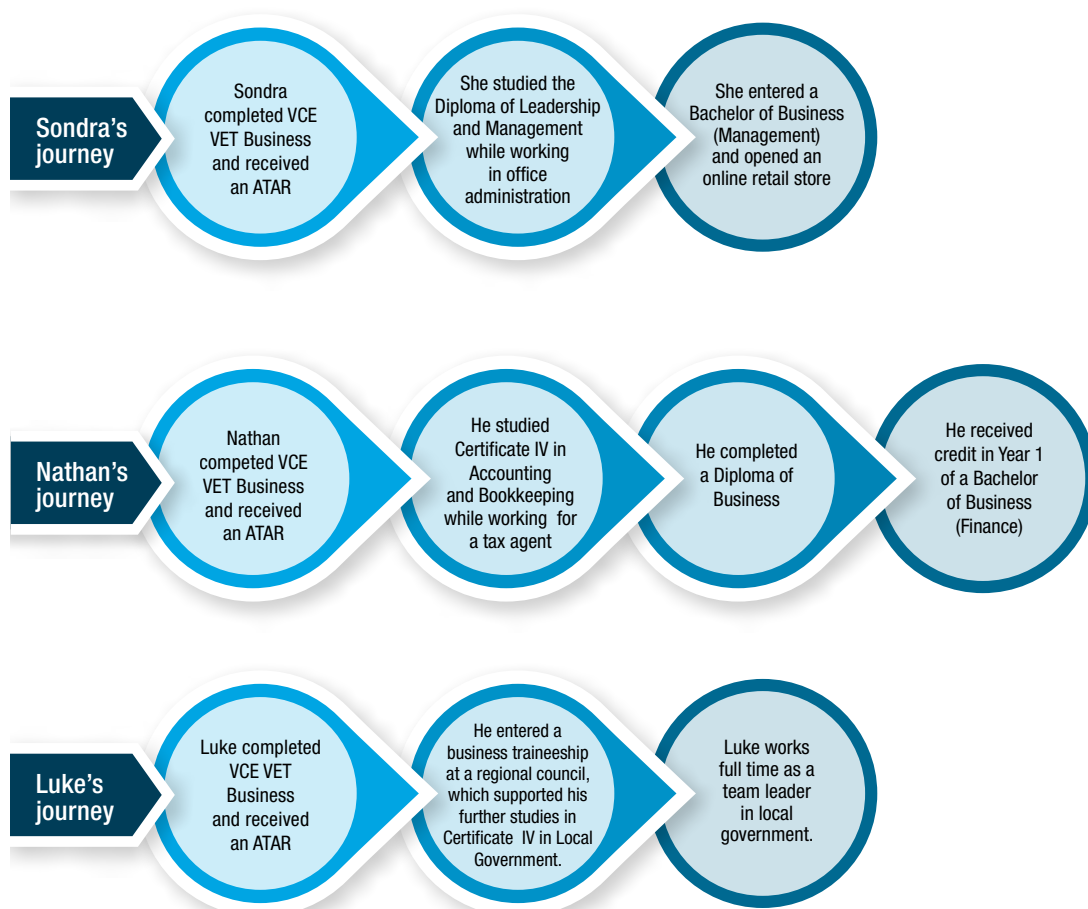 Sondra's
journey
Sondra
completed VCE
VET Business
and received
an ATAR
She studied the
Diploma of Leadership
and Management
while working
in office
administration
She entered a
Bachelor of Business
(Management)
and opened an
online retail store
Nathan's
journey
Nathan
competed VCE
VET Business
and received
an ATAR
He studied
Certificate IV in
Accounting
and Bookkeeping
while working for
a tax agent
He completed
a Diploma of
Business
He received
credit in Year 1
of a Bachelor
of Business
(Finance)
Luke's
journey
Luke completed
VCE VET
Business
and received
an ATAR
He entered a
business traineeship
at a regional council,
which supported his
further studies in
Certificate IV in Local
Government.
Luke works
full time as a
team leader
in local
government.